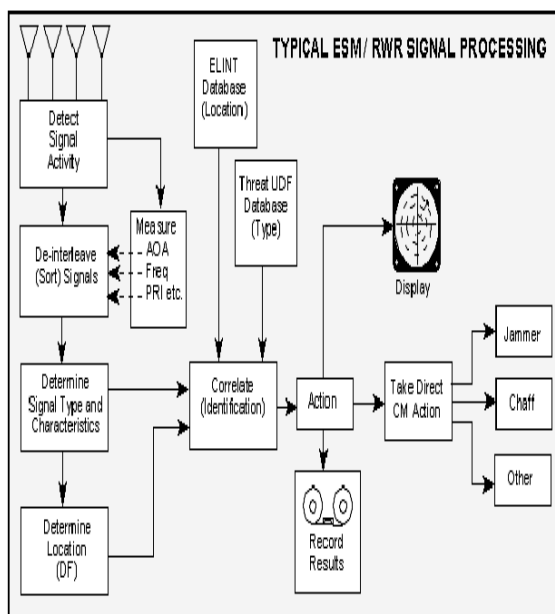 TYPICAL ESM/ RWR SIGNAL PROCESSING
ELINT
Database
(Location)
Detect
Signal
Activity
Threat UDF
Database
(Type)
Measure
AOA
Freq
PRI etc.
De-interleave
(Sort) Signals
Display
Jammer
Determine
Signal Type and
Characteristics
Correlate
(Identification)
Action
Take Direct
CM Action
Chaff
Other
Determine
Location
(DF)
Record
Results